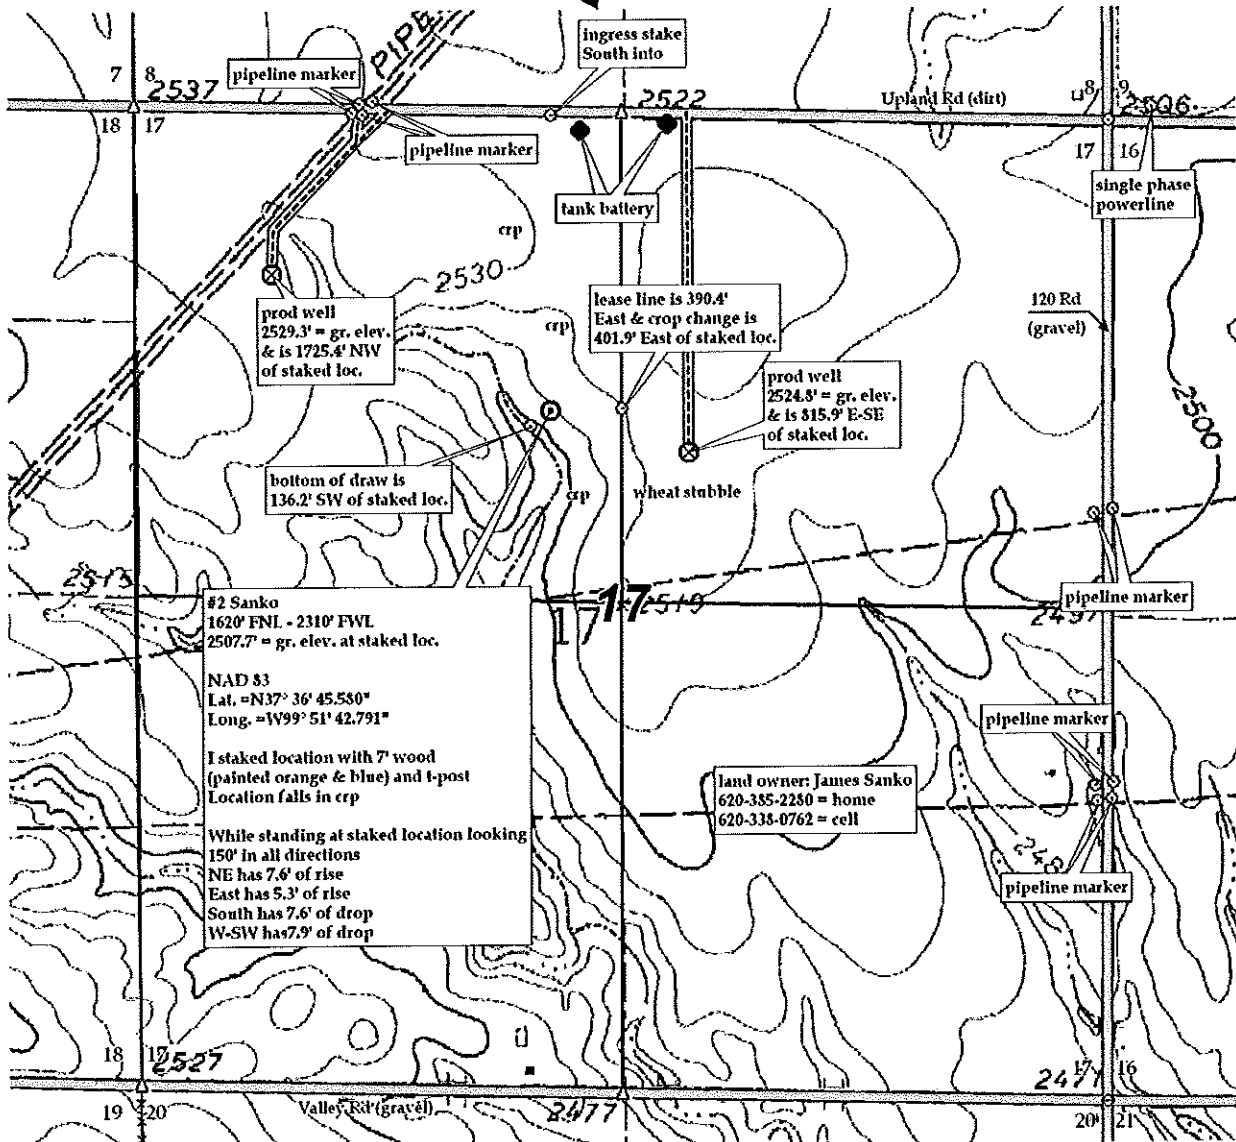 PIPE
ingress stake
South into
pipeline marker
7 8
2537
2522
Upland Rd (dirt)
8 9
2506
18 17
pipeline marker
17 16
tank battery
single phase
powerline
crp
2530
prod well
2529.3' = gr. elev.
& is 1725.4' NW
of staked loc.
crp
lease line is 390.4'
East & crop change is
401.9' East of staked loc.
120 Rd
(gravel)
prod well
2524.8' = gr. elev.
& is 815.9' E-SE
of staked loc.
2500
bottom of draw is
136.2' SW of staked loc.
crp
wheat stubble
2515
17
17
2519
pipeline marker
2497
#2 Sanko
1620' FNL - 2310' FWL
2507.7' = gr. elev. at staked loc.
NAD 83
Lat. =N37° 36' 45.580"
Long. =W99° 51' 42.791"
I staked location with 7' wood
(painted orange & blue) and t-post
Location falls in crp
While standing at staked location looking
150' in all directions
NE has 7.6' of rise
East has 5.3' of rise
South has 7.6' of drop
W-SW has7.9' of drop
pipeline marker
land owner: James Sanko
620-385-2280 = home
620-338-0762 = cell
pipeline marker
18 17
2527
2477
17 16
19 20
Valley Rd (gravel)
2477
20 21